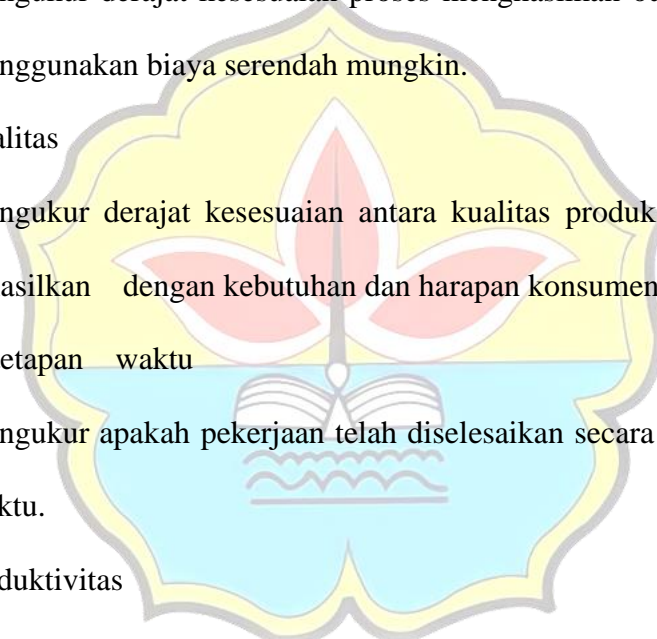 ngukur derajat kesesuaian proses menghasilkan
nggunakan biaya serendah mungkin.
alitas
ngukur derajat kesesuaian antara kualitas produk
asilkan dengan kebutuhan dan harapan konsumen
etapan waktu
ngukur apakah pekerjaan telah diselesaikan secara
ktu.
duktivitas